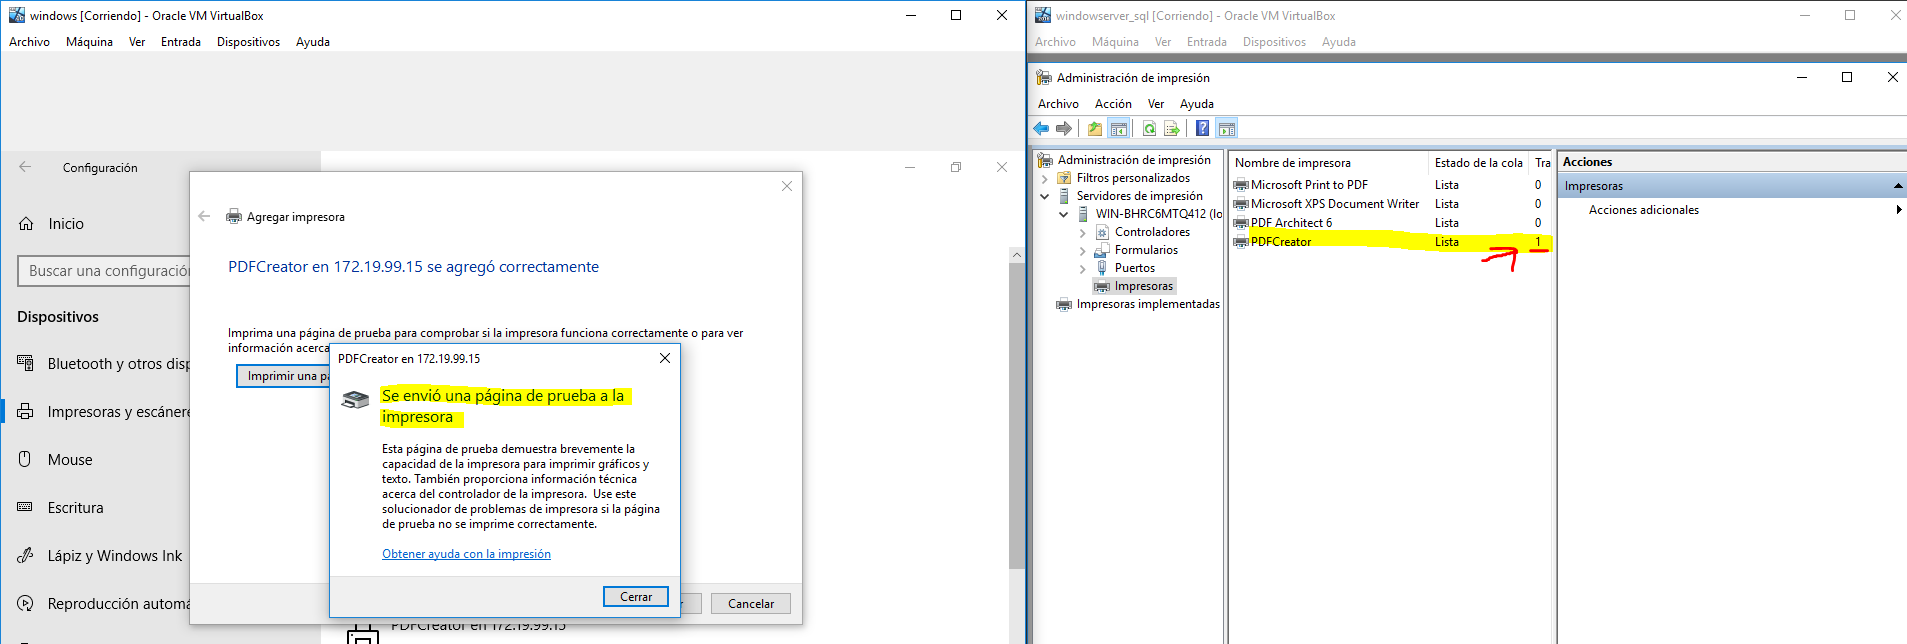 windows [Corriendo] - Oracle VM VirtualBox
Archivo Máquina Ver Entrada Dispositivos Ayuda
Configuración
Inicio
Buscar una configuración
Dispositivos
Bluetooth y otros disp
Impresoras y escánere
Mouse
Escritura
Lápiz y Windows Ink
Reproducción automá
Agregar impresora
PDFCreator en 172.19.99.15 se agregó correctamente
Imprima una página de prueba para comprobar si la impresora funciona correctamente o para ver
información acerca
Imprimir una pá
PDFCreator en 172.19.99.15
Se envió una página de prueba a la
impresora
Esta página de prueba demuestra brevemente la
capacidad de la impresora para imprimir gráficos y
texto. También proporciona información técnica
acerca del controlador de la impresora. Use este
solucionador de problemas de impresora si la página
de prueba no se imprime correctamente.
Obtener ayuda con la impresión
Cerrar
Cancelar
PDFCreator en 172.19.99.15
windowserver_sql [Corriendo] - Oracle VM VirtualBox
Archivo Máquina Ver Entrada Dispositivos Ayuda
Administración de impresión
Archivo Acción Ver Ayuda
Administración de impresión
Filtros personalizados
Servidores de impresión
WIN-BHRC6MTQ412 (lo
Controladores
Formularios
Puertos
Impresoras
Impresoras implementadas
Nombre de impresora Estado de la cola Tra
Microsoft Print to PDF Lista 0
Microsoft XPS Document Writer Lista 0
PDF Architect 6 Lista 0
PDFCreator Lista 1
Acciones
Impresoras
Acciones adicionales